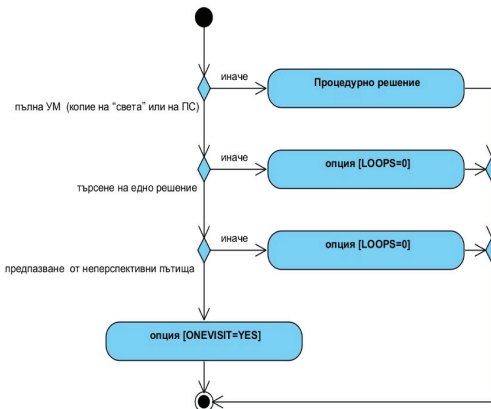 иначе
Процедурно решение
пълна УМ (копие на "света" или на ПС)
иначе
опция [LOOPS=0]
търсене на едно решение
иначе
опция [LOOPS=0]
предпазване от неперспективни пътища
опция [ONEVISIT=YES]